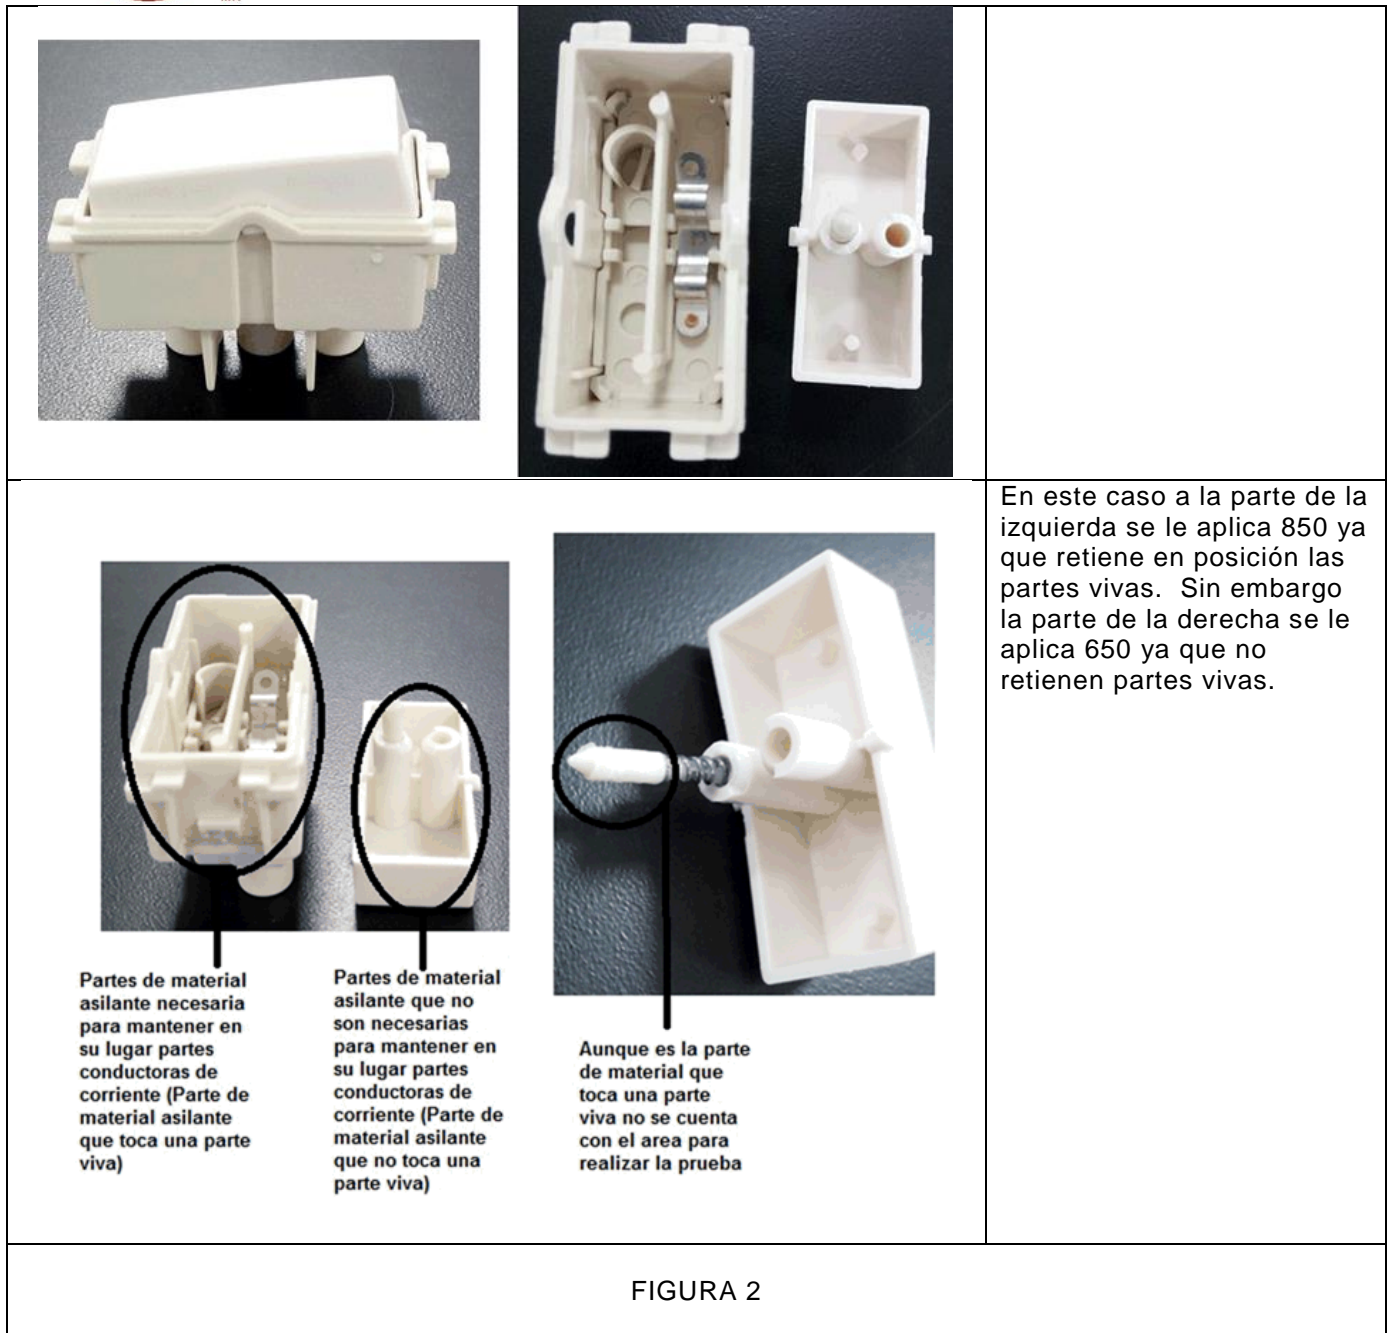 En este caso a la parte de la
izquierda se le aplica 850 ya
que retiene en posición las
partes vivas. Sin embargo
la parte de la derecha se le
aplica 650 ya que no
retienen partes vivas.
Partes de material
asilante necesaria
para mantener en
su lugar partes
conductoras de
corriente (Parte de
material asilante
que toca una parte
viva)
Partes de material
asilante que no
son necesarias
para mantener en
su lugar partes
conductoras de
corriente (Parte de
material asilante
que no toca una
parte viva)
Aunque es la parte
de material que
toca una parte
viva no se cuenta
con el area para
realizar la prueba
FIGURA 2